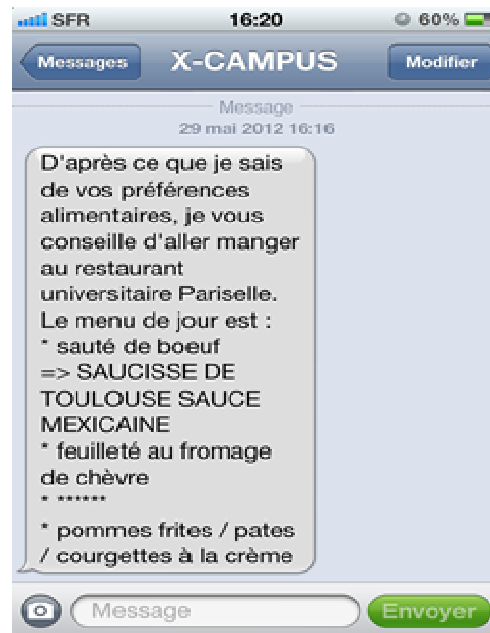 SFR 16:20 60%
Messages X-CAMPUS Modifier
Message
29 mai 2012 16:16
D'après ce que je sais
de vos préférences
alimentaires, je vous
conseille d'aller manger
au restaurant
universitaire Pariselle.
Le menu de jour est :
* sauté de boeuf
=> SAUCISSE DE
TOULOUSE SAUCE
MEXICAINE
* feuilleté au fromage
de chèvre
* ******
* pommes frites / pates
/ courgettes à la crème
Message Envoyer